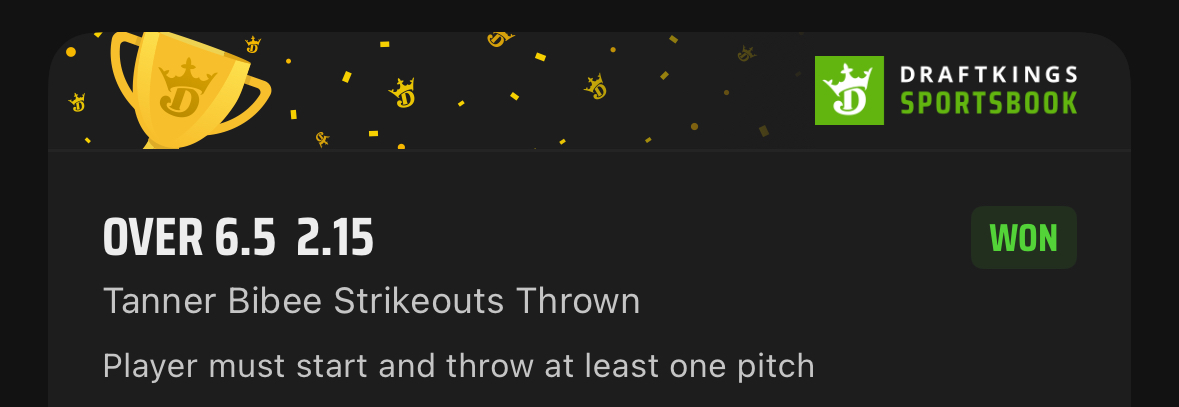 DRAFTKINGS
SPORTSBOOK
OVER 6.5 2.15
WON
Tanner Bibee Strikeouts Thrown
Player must start and throw at least one pitch